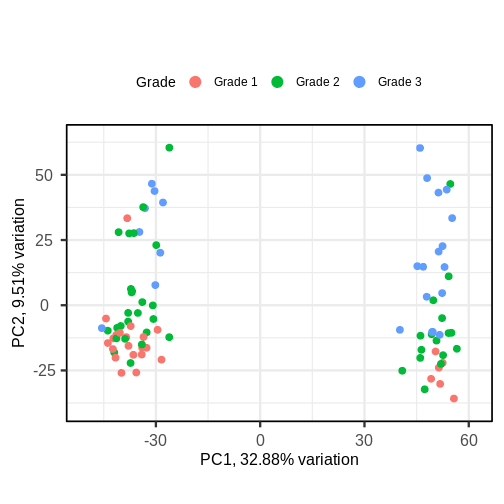 Grade Grade 1 Grade 2 Grade 3
50
25
0
-25
PC2, 9.51% variation
-30 0 30 60
PC1, 32.88% variation